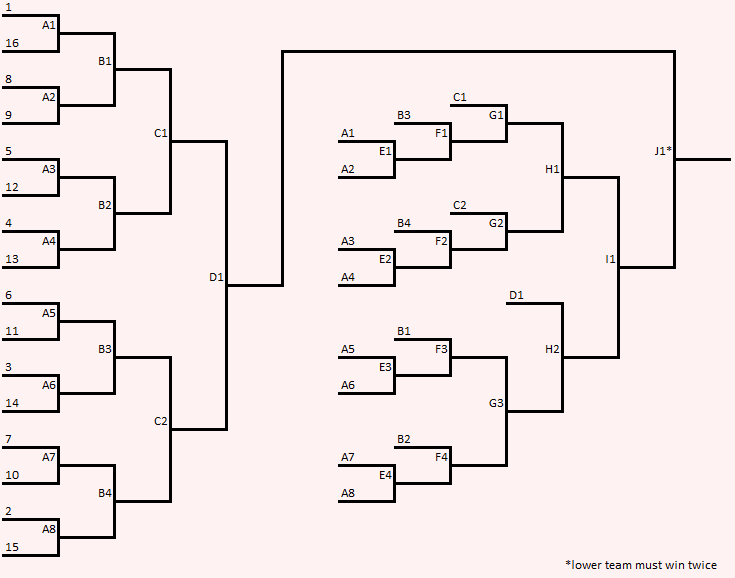 1
A1
16
B1
8
A2
9
C1
5
A3
12
B2
4
A4
13
D1
6
A5
11
B3
3
A6
14
C2
7
A7
10
B4
2
A8
15
C1
G1
B3
F1
A1
E1
A2
H1
C2
G2
B4
F2
A3
E2
A4
I1
J1*
D1
H2
B1
F3
A5
E3
A6
G3
B2
F4
A7
E4
A8
*lower team must win twice